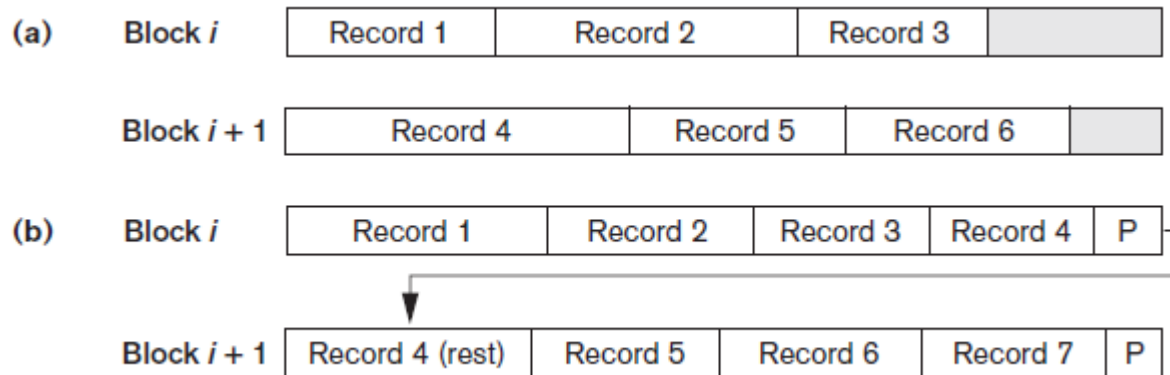 (a) Block i Record 1 Record 2 Record 3
Block i + 1 Record 4 Record 5 Record 6
(b) Block i Record 1 Record 2 Record 3 Record 4 P
Block i + 1 Record 4 (rest) Record 5 Record 6 Record 7 P